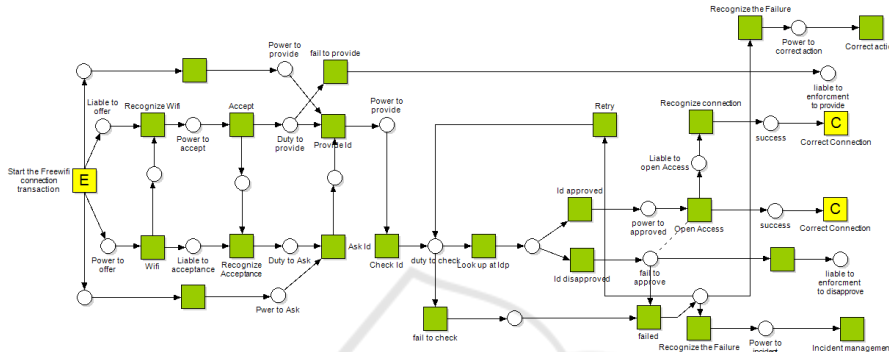 Recognize the Failure
Power to
correct action
Correct actio
Power to
provide
fail to provide
liable to
enforcment
to provide
Liable to
offer
Recognize Wifi
Accept
Power to
accept
Duty to
provide
Provide Id
Power to
provide
Retry
Recognize connection
success
C
Correct Connection
Liable to
open Access
Start the Freewifi
connection
transaction
E
Id approved
power to
approved
Open Access
success
C
Correct Connection
Power to
offer
Wifi
Liable to
acceptance
Recognize
Acceptance
Duty to Ask
Ask Id
Check Id
duty to check
Look up at Idp
Id disapproved
fail to
approve
liable to
enforcment
to disapprove
Pwer to Ask
fail to check
failed
Recognize the Failure
Power to
incident
Incident management